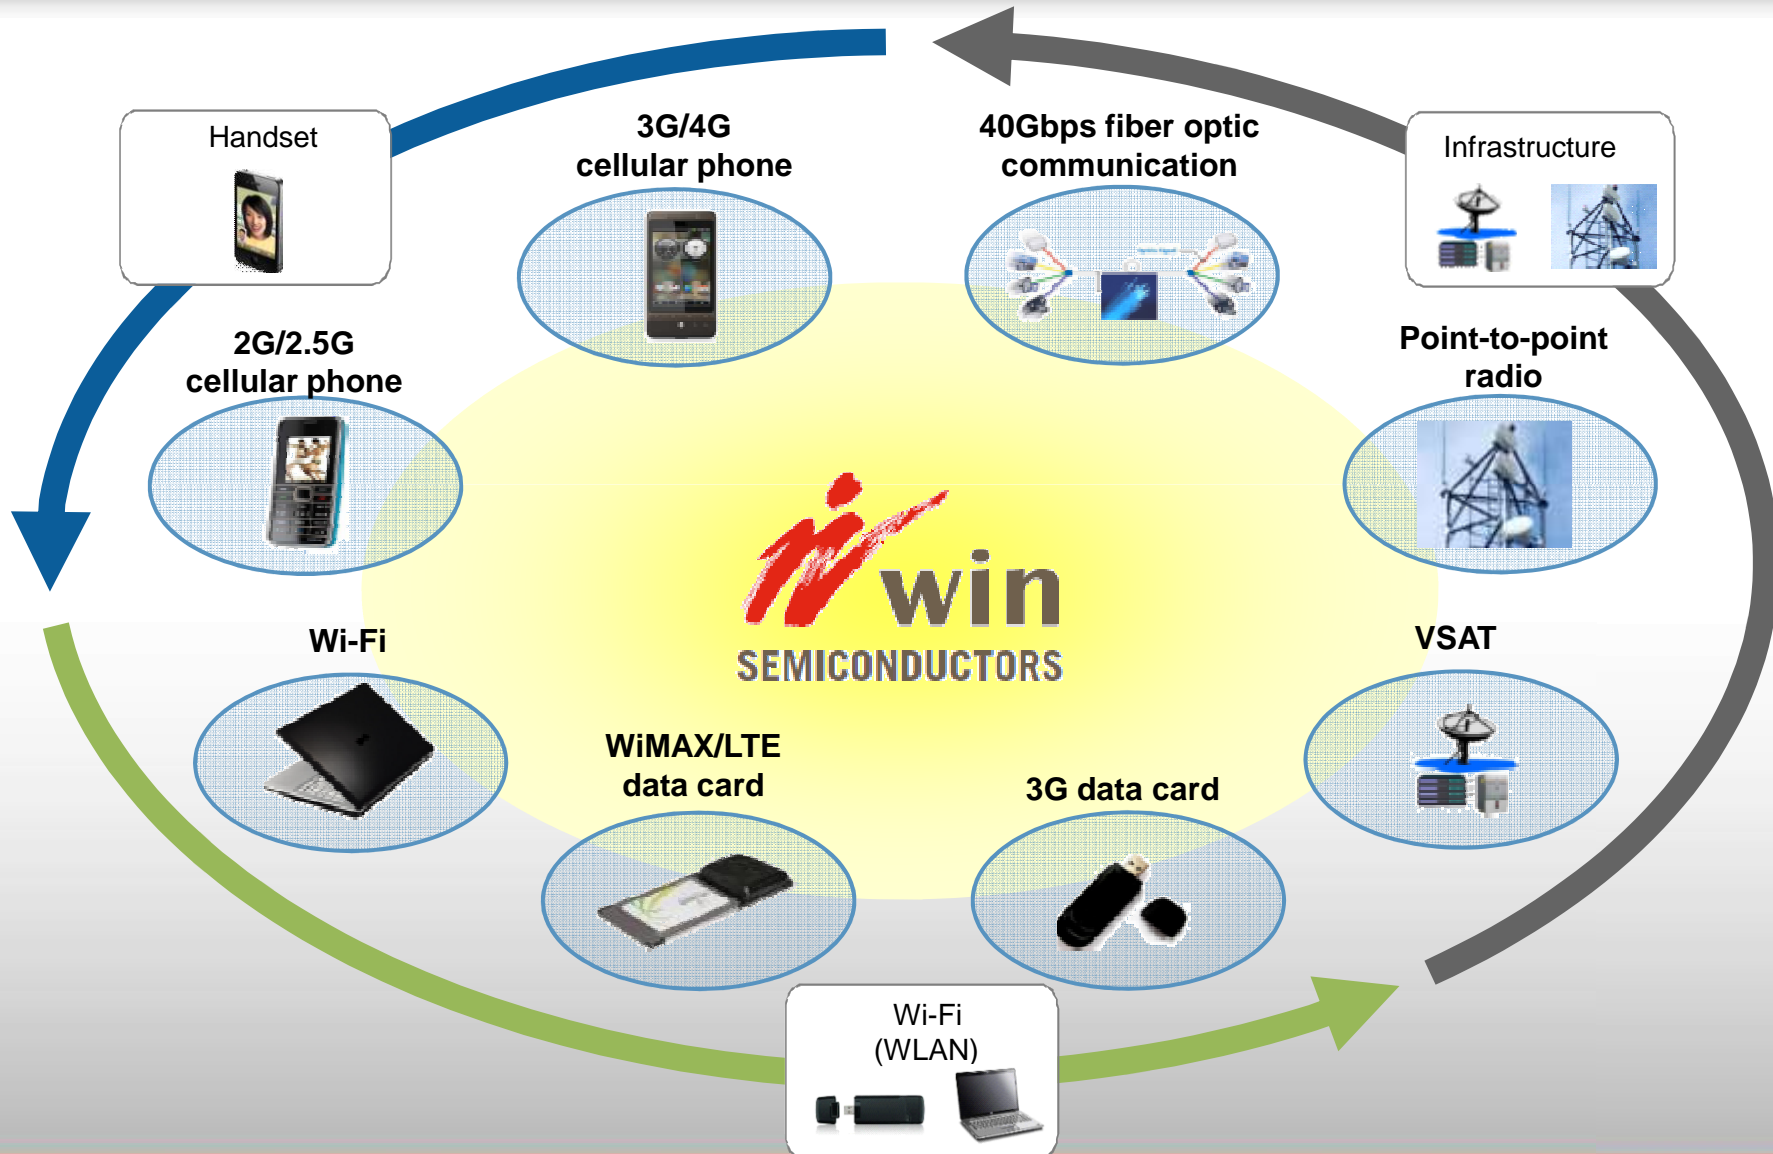 Handset
3G/4G
cellular phone
40Gbps fiber optic
communication
Infrastructure
2G/2.5G
cellular phone
Point-to-point
radio
win
SEMICONDUCTORS
Wi-Fi
VSAT
WiMAX/LTE
data card
3G data card
Wi-Fi
(WLAN)